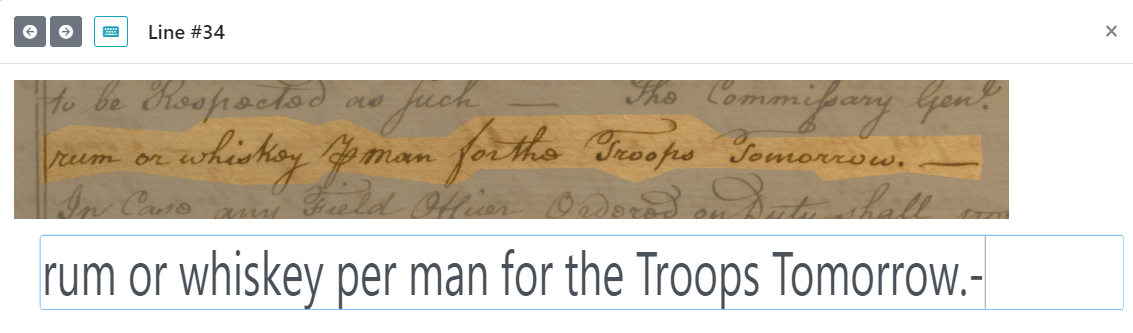 Line #34
to be Respected as such — The Commissary Genl.
rum or whiskey ⅌ man for the Troops Tomorrow. —
In Case any Field Officer Ordered on Duty shall
rum or whiskey per man for the Troops Tomorrow.-